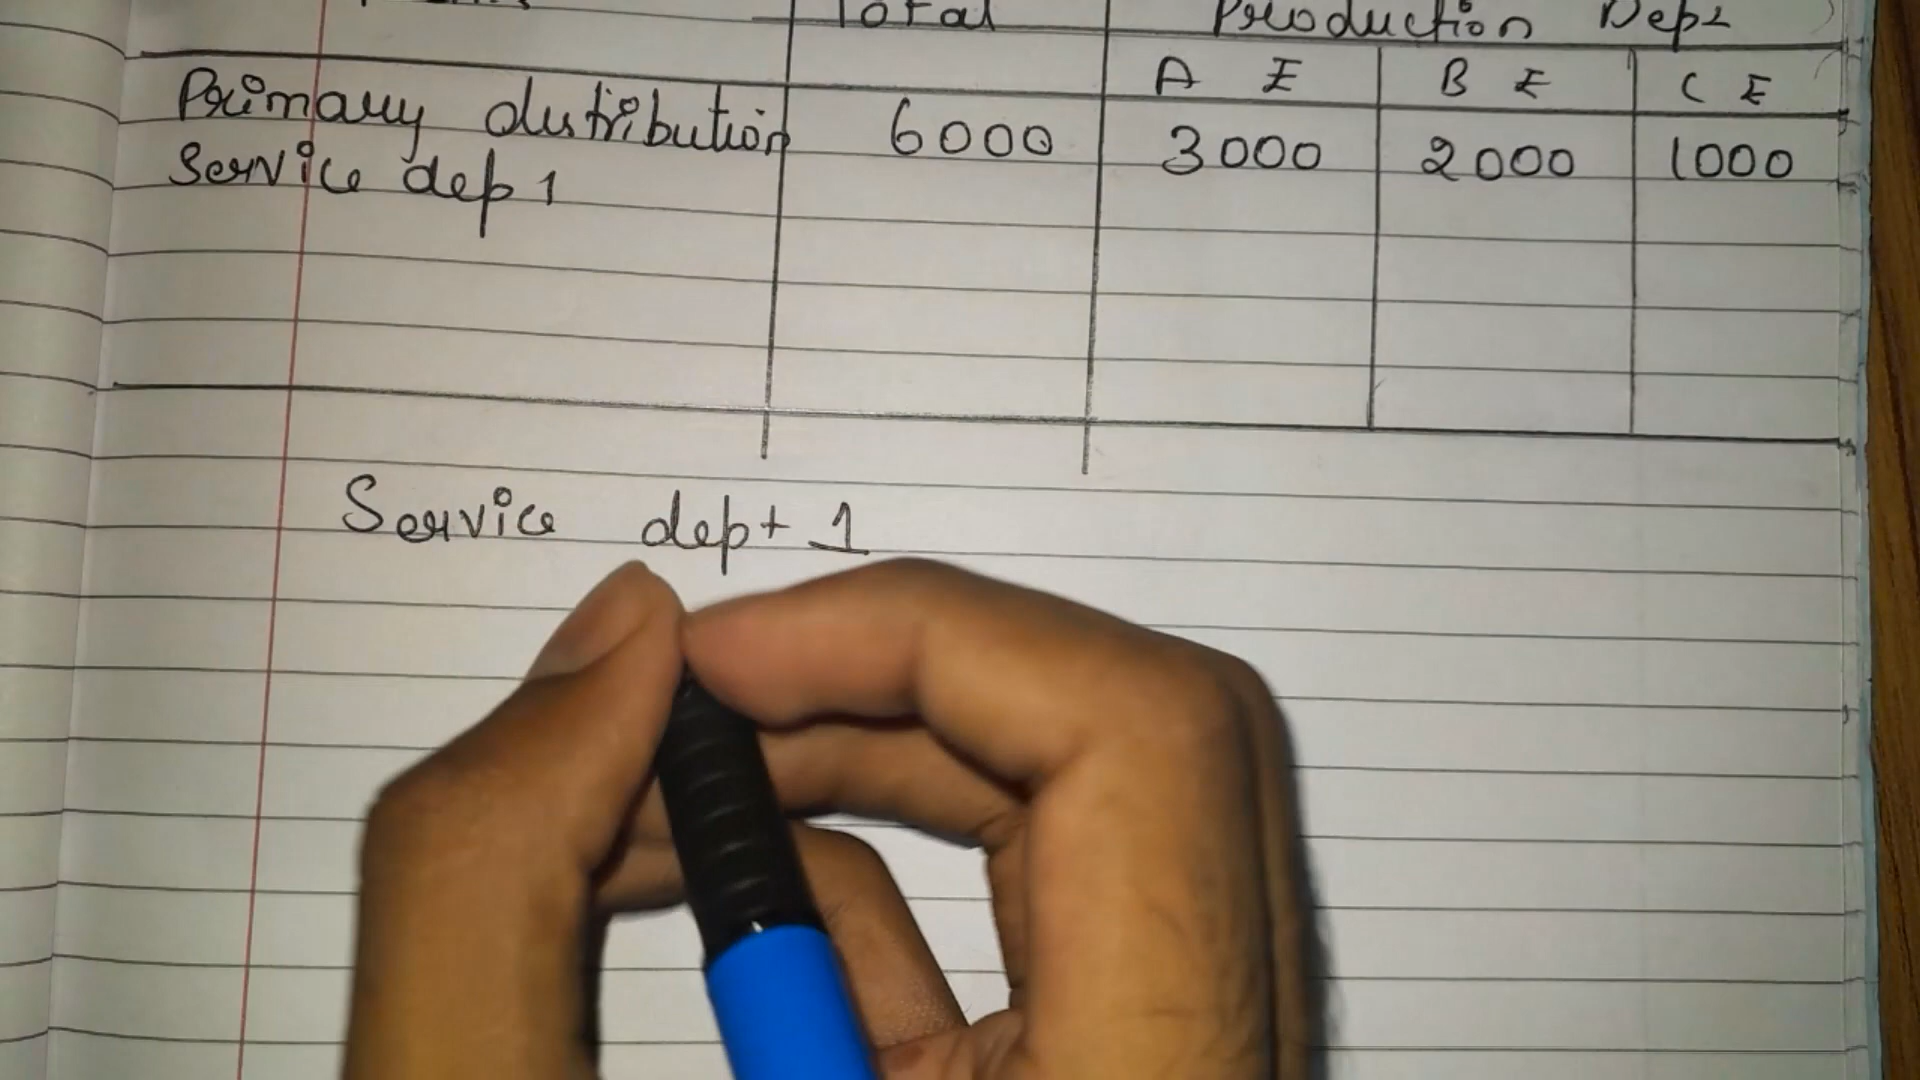 Total Production Dept
A £ B £ C £
Primary distribution 6000 3000 2000 1000
Service dep 1
Service dept 1